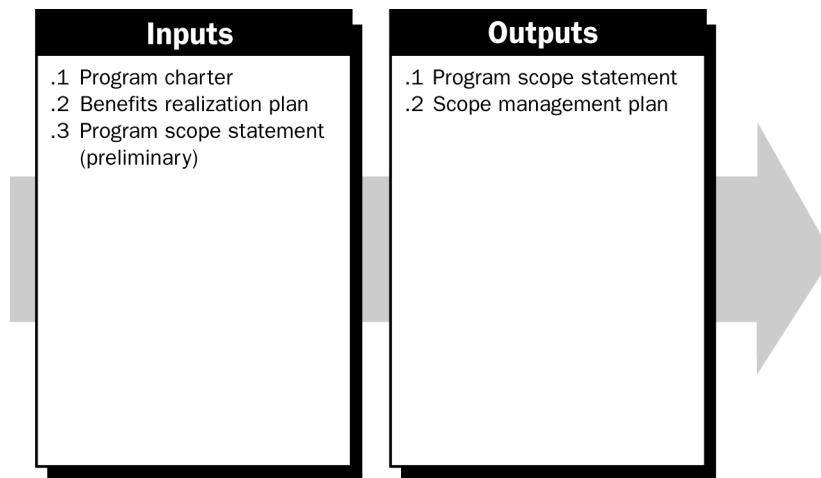 Inputs
.1 Program charter
.2 Benefits realization plan
.3 Program scope statement
(preliminary)
Outputs
.1 Program scope statement
.2 Scope management plan